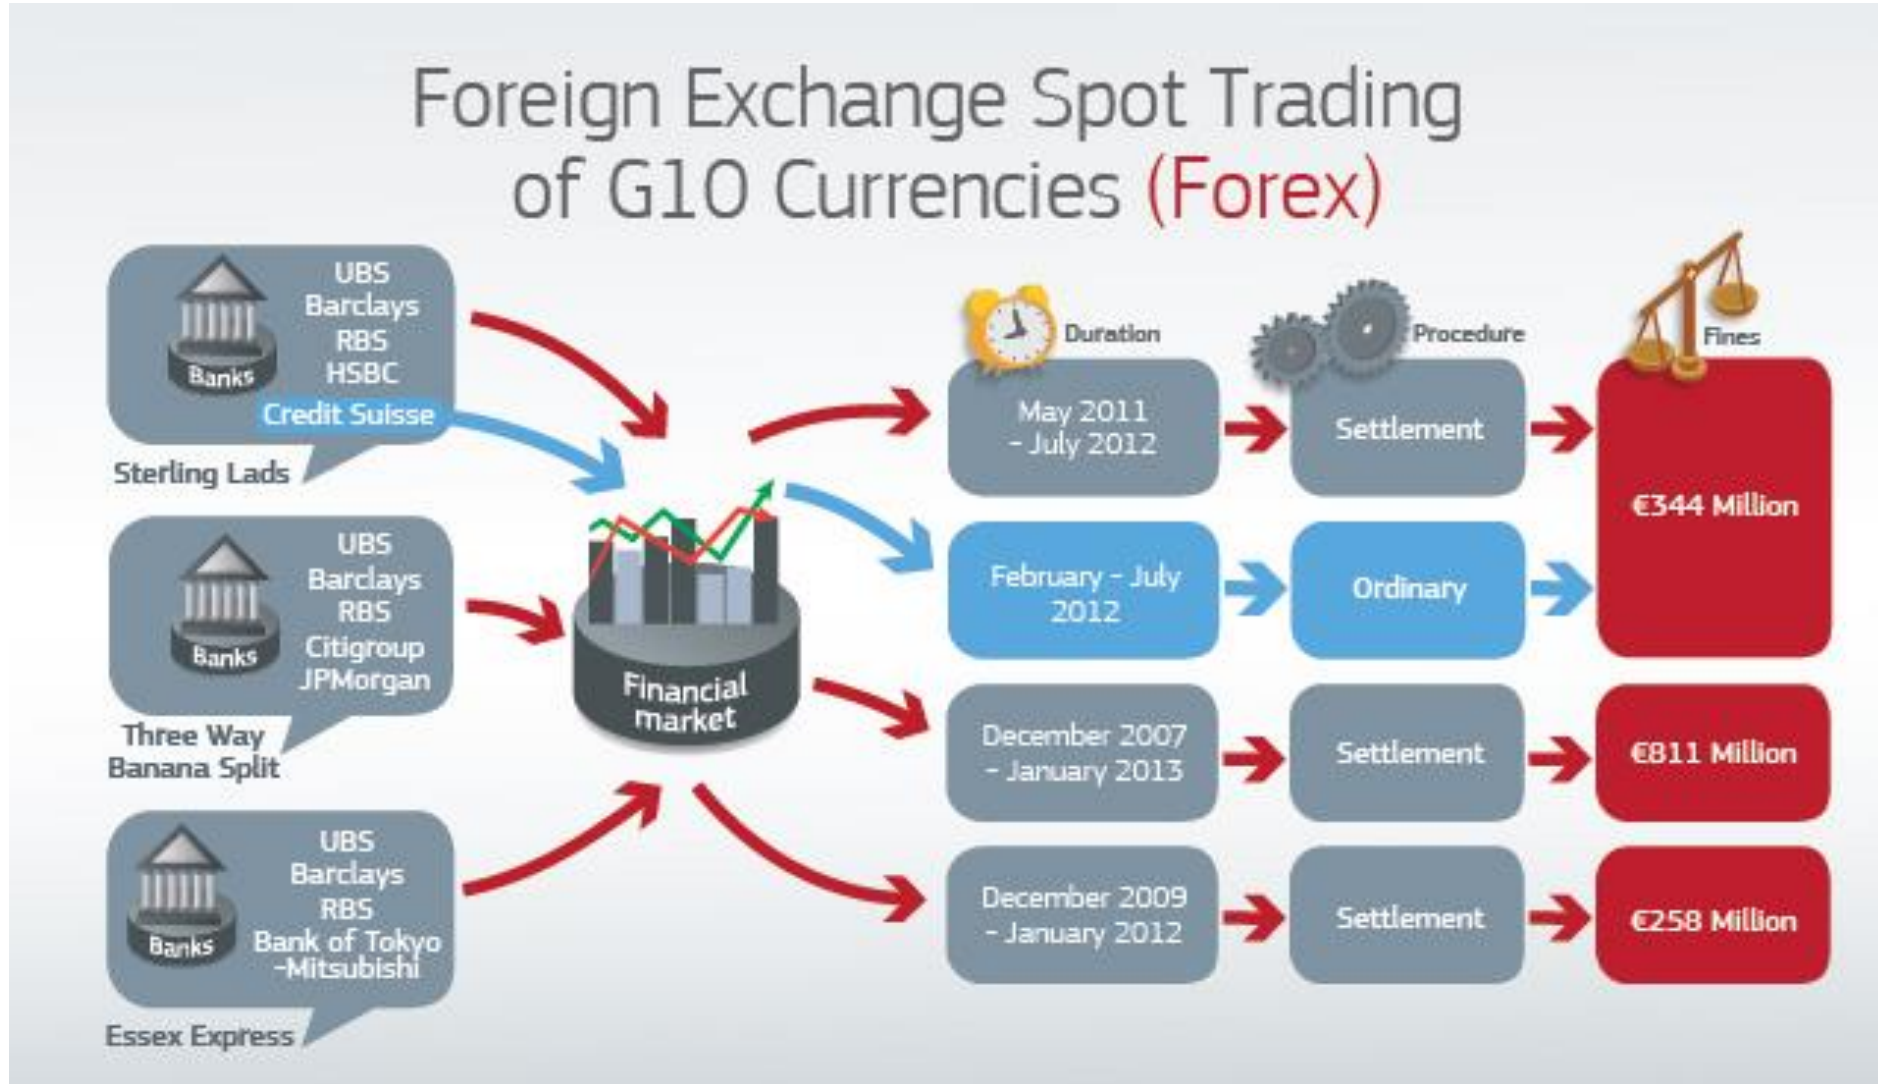 Foreign Exchange Spot Trading
of G10 Currencies (Forex)
UBS
Barclays
RBS
HSBC
Credit Suisse
Banks
Sterling Lads
UBS
Barclays
RBS
Citigroup
JPMorgan
Banks
Three Way
Banana Split
UBS
Barclays
RBS
Bank of Tokyo
-Mitsubishi
Banks
Essex Express
Financial
market
Duration
Procedure
Fines
May 2011
- July 2012
Settlement
€344 Million
February - July
2012
Ordinary
December 2007
- January 2013
Settlement
€811 Million
December 2009
- January 2012
Settlement
€258 Million